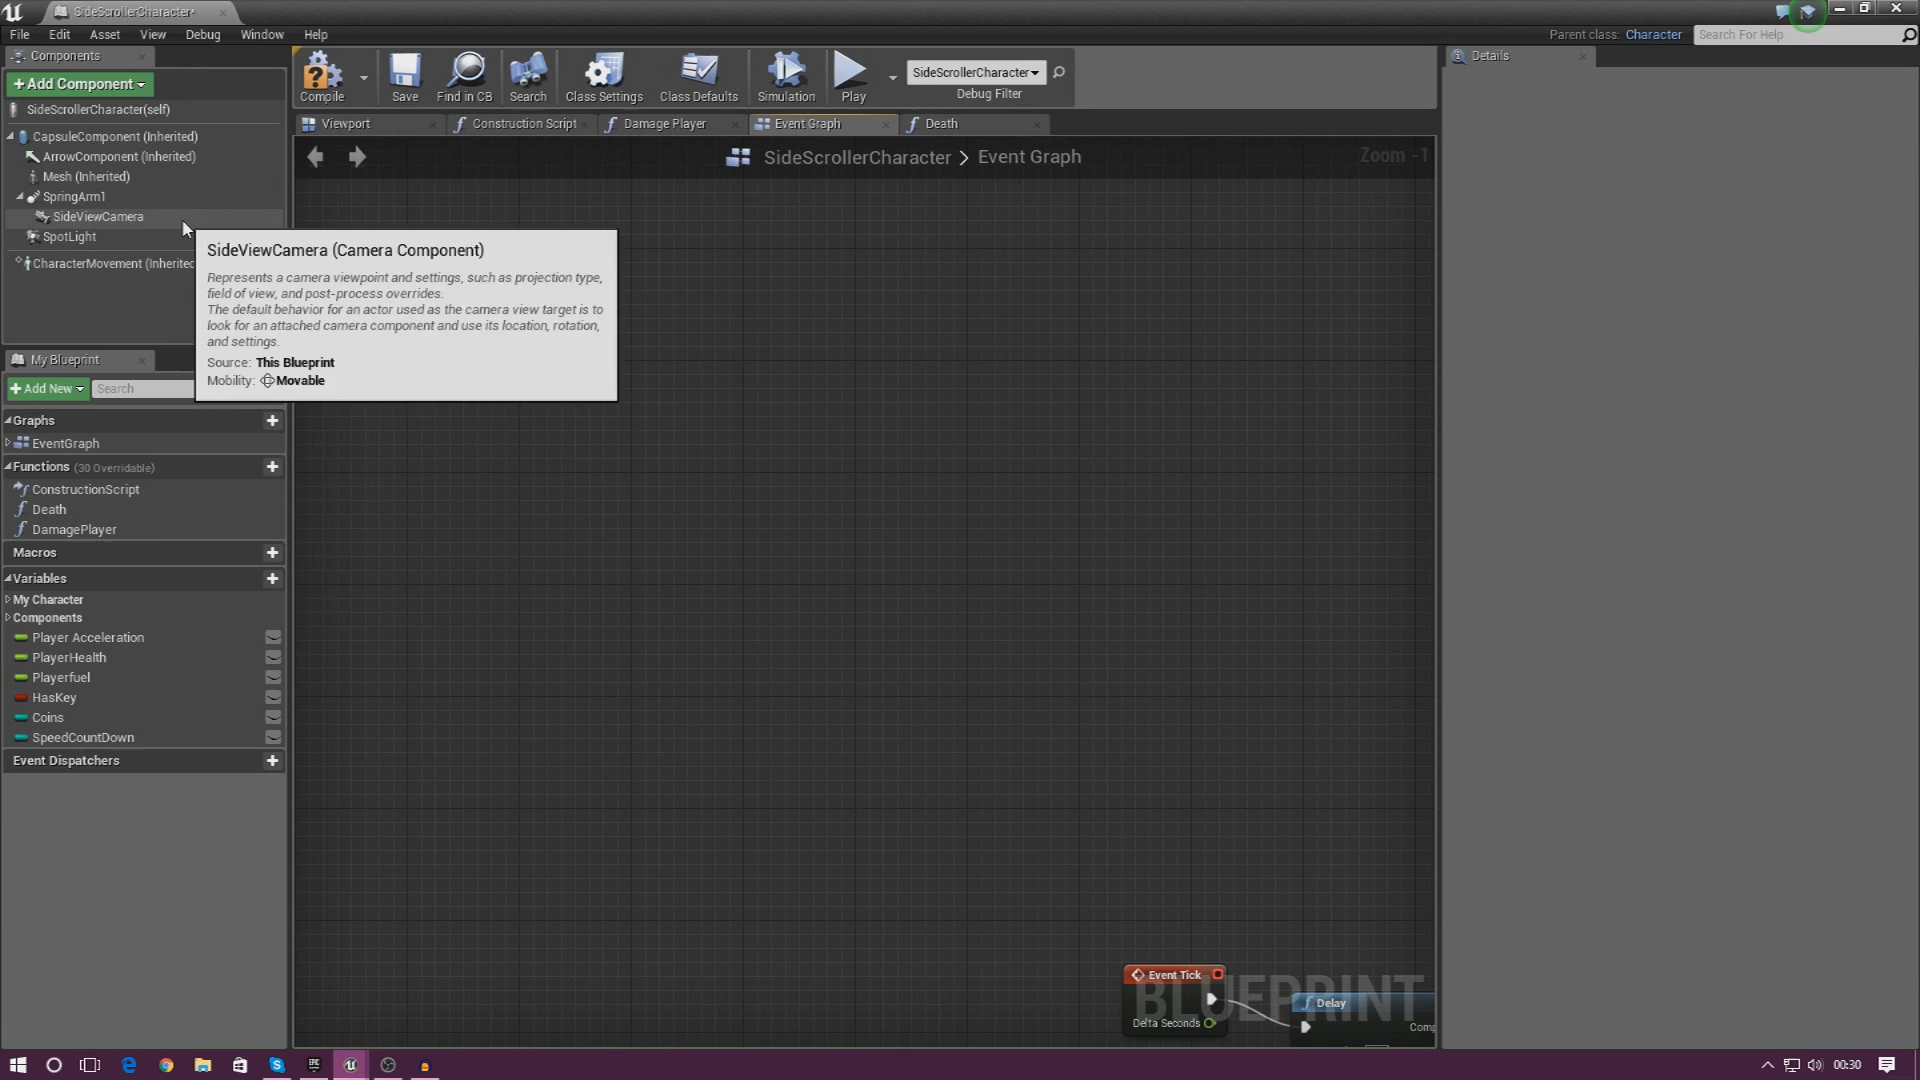 SideScrollerCharacter*
File Edit Asset View Debug Window Help
Parent class: Character Search For Help
Components
+Add Component
SideScrollerCharacter(self)
CapsuleComponent (Inherited)
ArrowComponent (Inherited)
Mesh (Inherited)
SpringArm1
SideViewCamera
SpotLight
CharacterMovement (Inherited
Compile Save Find in CB Search Class Settings Class Defaults Simulation Play
SideScrollerCharacter
Debug Filter
Details
Viewport Construction Script Damage Player Event Graph Death
SideScrollerCharacter > Event Graph
Zoom -1
SideViewCamera (Camera Component)
Represents a camera viewpoint and settings, such as projection type,
field of view, and post-process overrides.
The default behavior for an actor used as the camera view target is to
look for an attached camera component and use its location, rotation,
and settings.
Source: This Blueprint
Mobility: Movable
My Blueprint
+Add New Search
Graphs
EventGraph
Functions (30 Overridable)
ConstructionScript
Death
DamagePlayer
Macros
Variables
My Character
Components
Player Acceleration
PlayerHealth
Playerfuel
HasKey
Coins
SpeedCountDown
Event Dispatchers
Event Tick
Delta Seconds
BLUEPRINT
Delay
Comp
EPIC
00:30